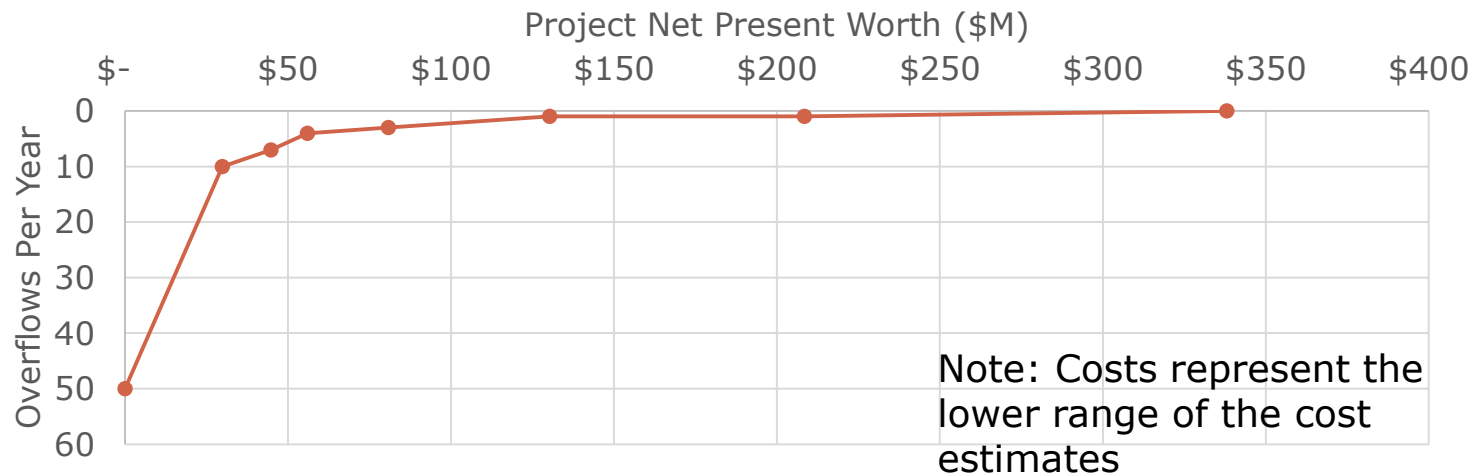 Project Net Present Worth ($M)
$- $50 $100 $150 $200 $250 $300 $350 $400
Overflows Per Year
0
10
20
30
40
50
60
Note: Costs represent the
lower range of the cost
estimates